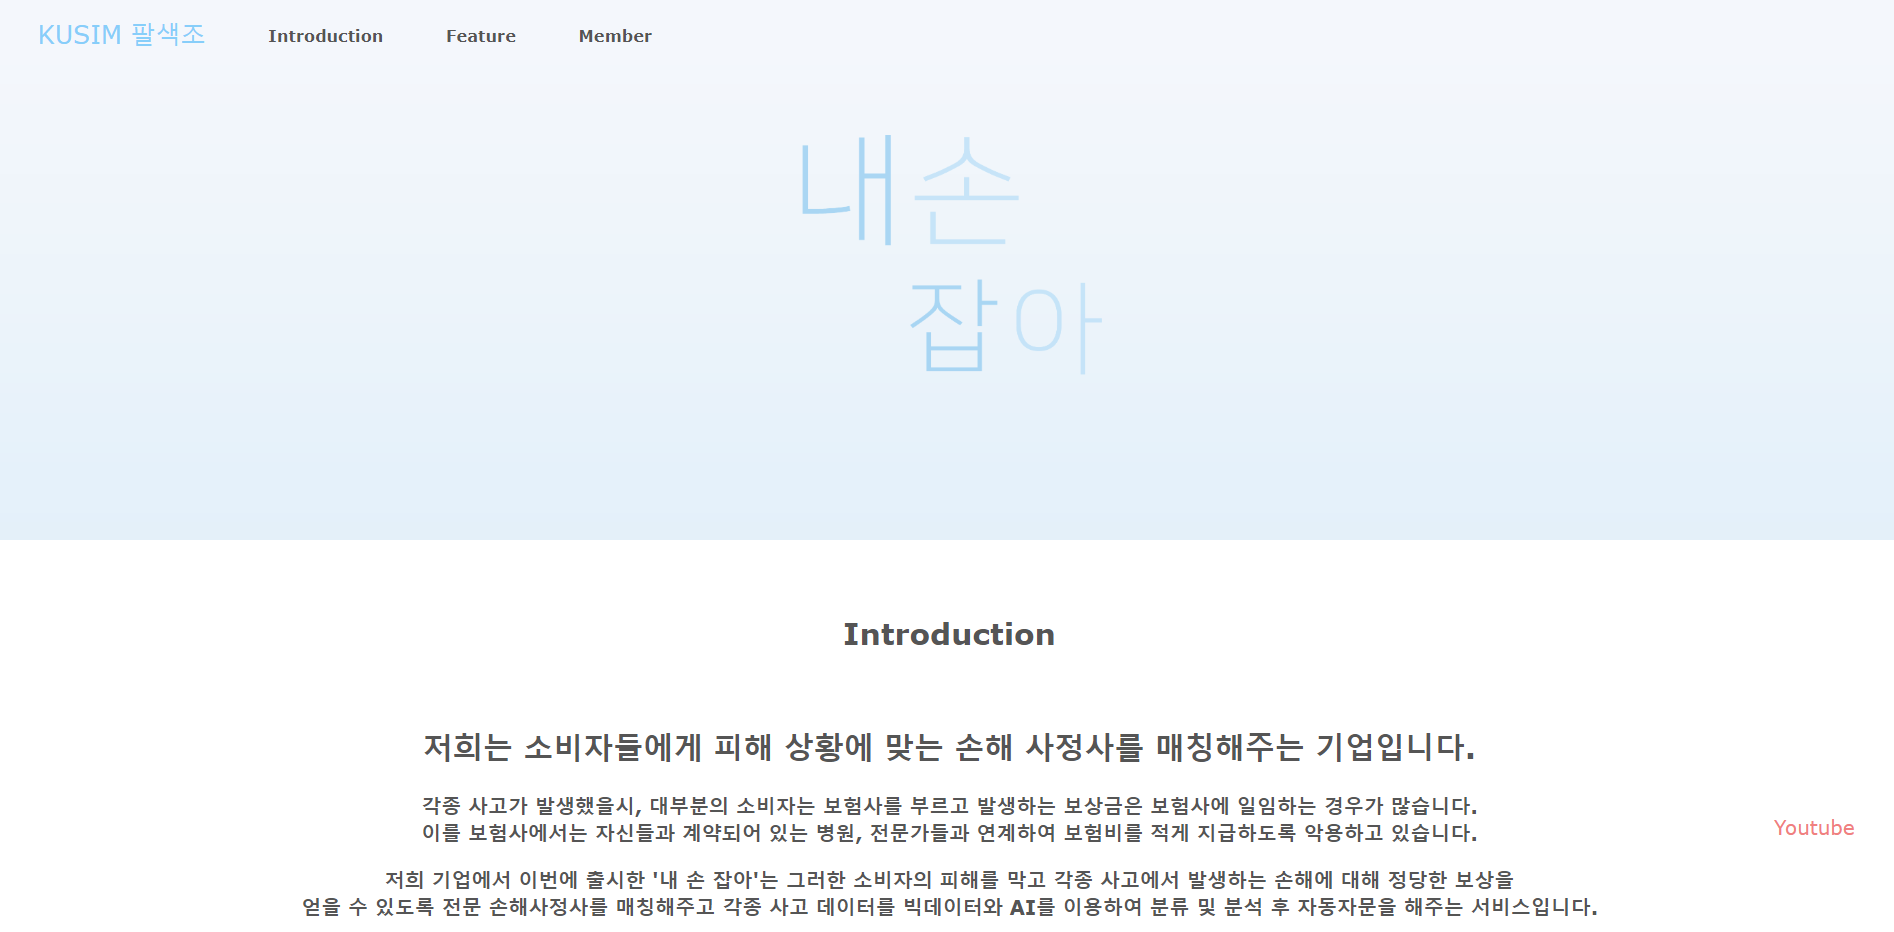 KUSIM 팔색조
Introduction
Feature
Member
내손
잡아
Introduction
저희는 소비자들에게 피해 상황에 맞는 손해 사정사를 매칭해주는 기업입니다.
각종 사고가 발생했을시, 대부분의 소비자는 보험사를 부르고 발생하는 보상금은 보험사에 일임하는 경우가 많습니다.
이를 보험사에서는 자신들과 계약되어 있는 병원, 전문가들과 연계하여 보험비를 적게 지급하도록 악용하고 있습니다.
Youtube
저희 기업에서 이번에 출시한 '내 손 잡아'는 그러한 소비자의 피해를 막고 각종 사고에서 발생하는 손해에 대해 정당한 보상을
얻을 수 있도록 전문 손해사정사를 매칭해주고 각종 사고 데이터를 빅데이터와 AI를 이용하여 분류 및 분석 후 자동자문을 해주는 서비스입니다.